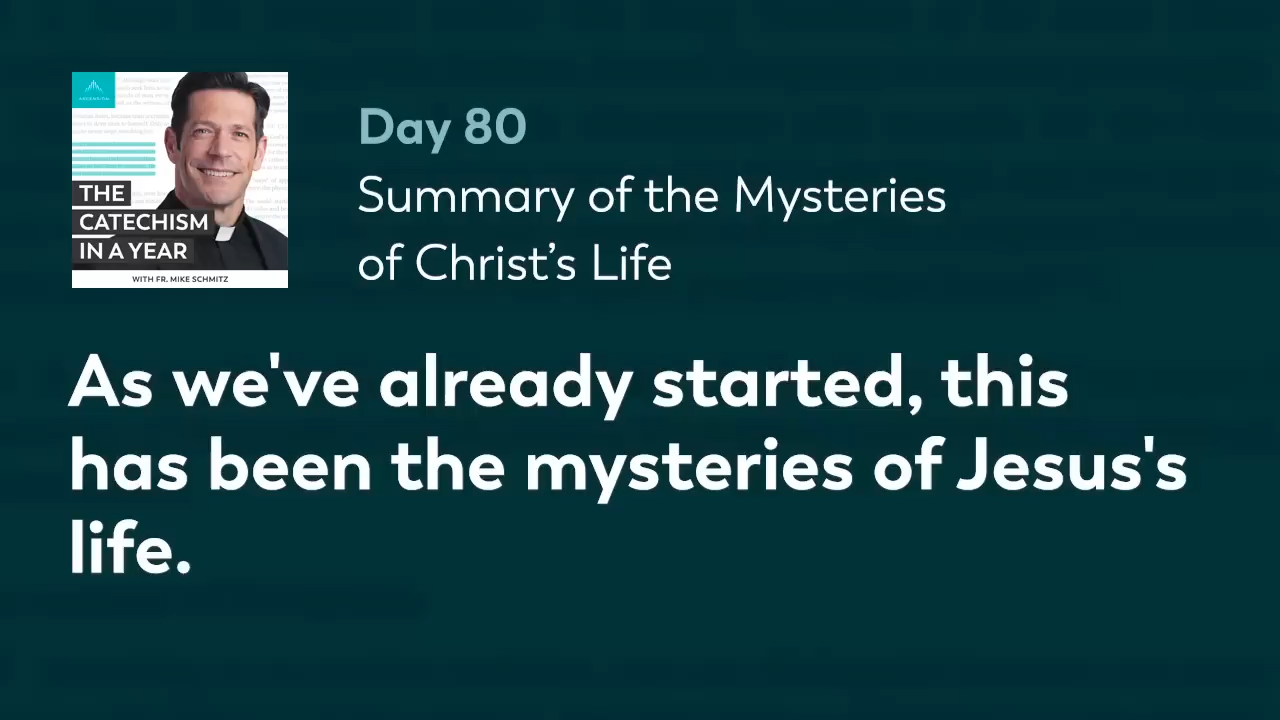 ASCENSION
THE
CATECHISM
IN A YEAR
WITH FR. MIKE SCHMITZ
Day 80
Summary of the Mysteries
of Christ’s Life
As we've already started, this
has been the mysteries of Jesus's
life.